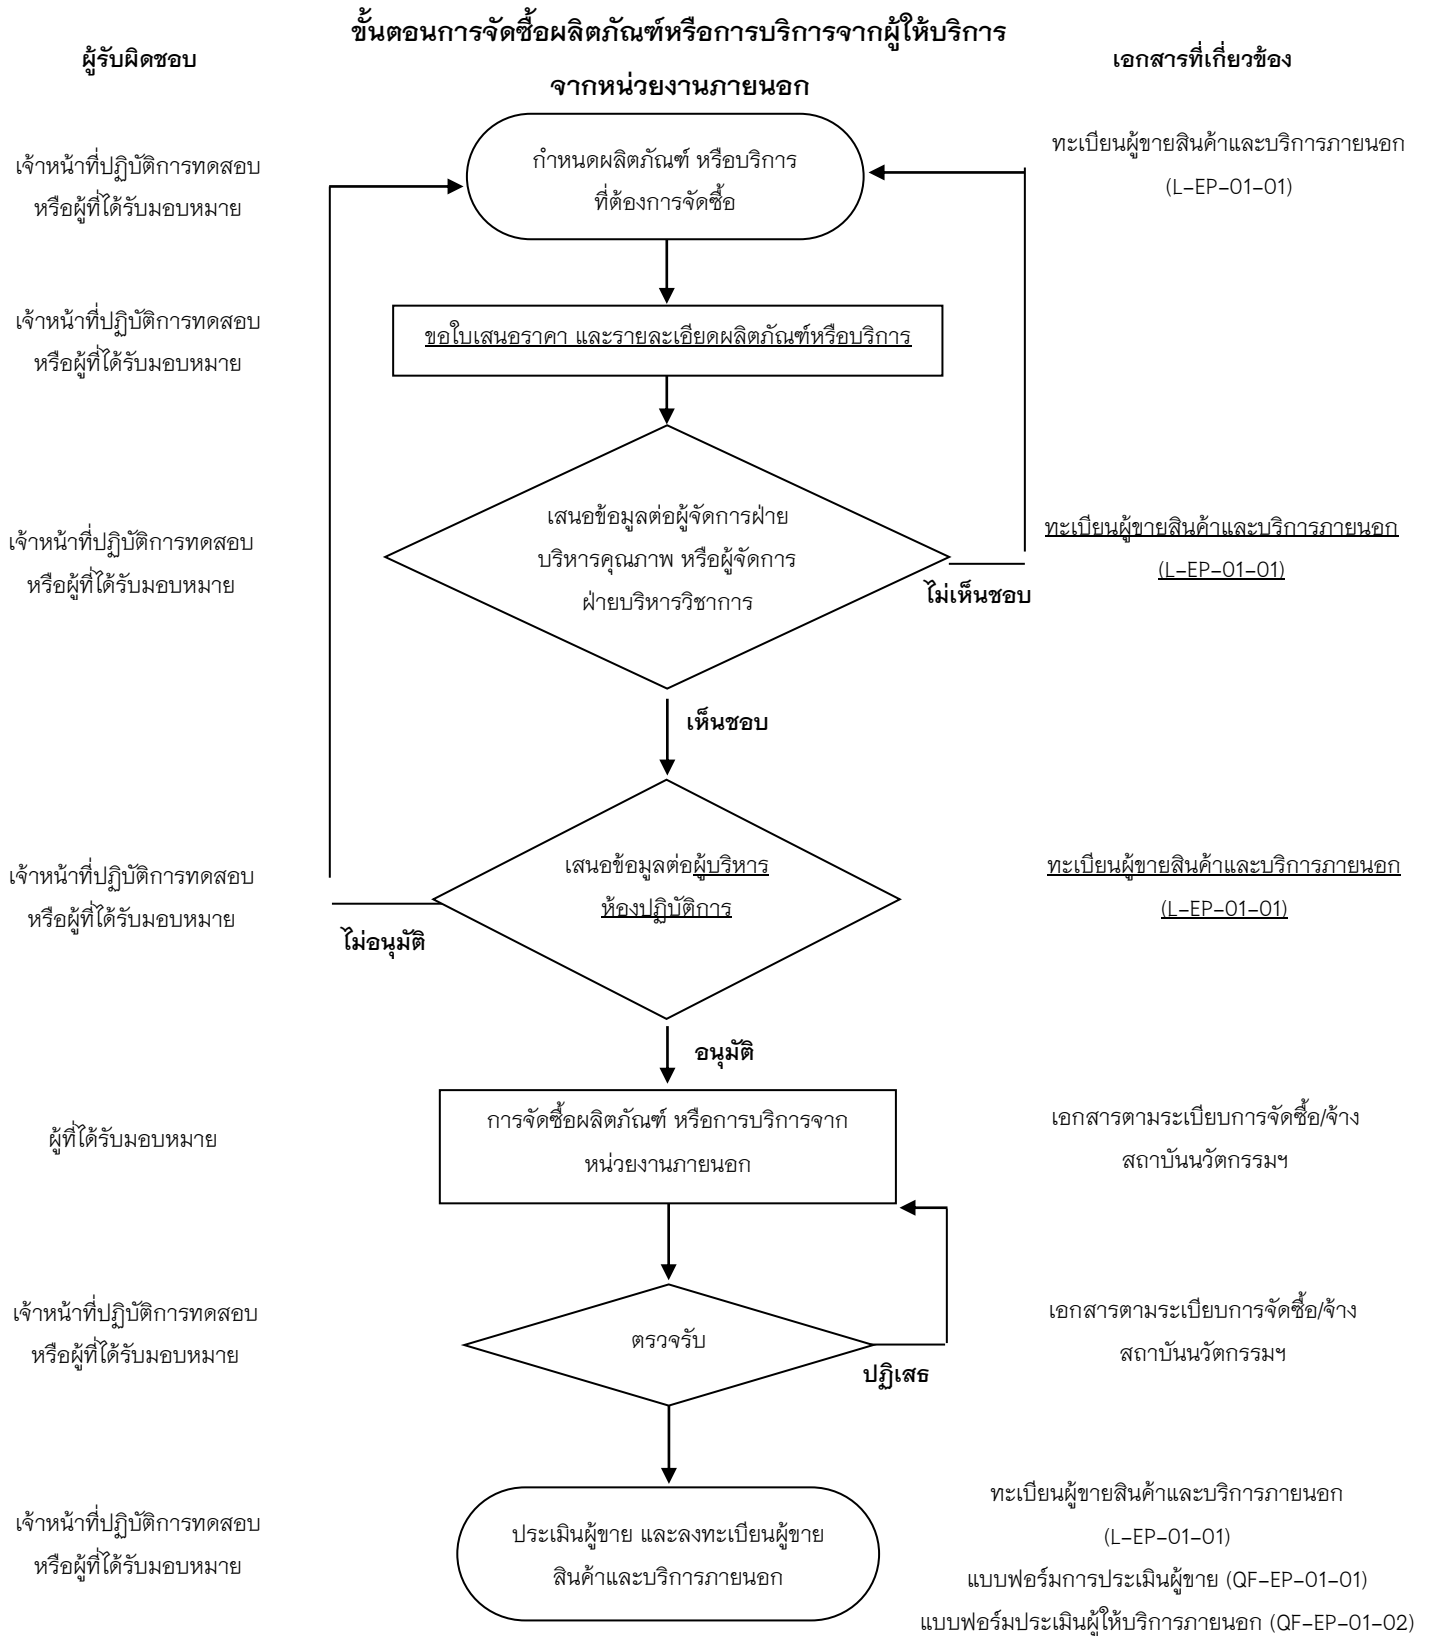 ขั้นตอนการจัดซื้อผลิตภัณฑ์หรือการบริการจากผู้ให้บริการ
จากหน่วยงานภายนอก
ผู้รับผิดชอบ
เอกสารที่เกี่ยวข้อง
เจ้าหน้าที่ปฏิบัติการทดสอบ
หรือผู้ที่ได้รับมอบหมาย
กำหนดผลิตภัณฑ์ หรือบริการ
ที่ต้องการจัดซื้อ
ทะเบียนผู้ขายสินค้าและบริการภายนอก
(L-EP-01-01)
เจ้าหน้าที่ปฏิบัติการทดสอบ
หรือผู้ที่ได้รับมอบหมาย
ขอใบเสนอราคา และรายละเอียดผลิตภัณฑ์หรือบริการ
เจ้าหน้าที่ปฏิบัติการทดสอบ
หรือผู้ที่ได้รับมอบหมาย
เสนอข้อมูลต่อผู้จัดการฝ่าย
บริหารคุณภาพ หรือผู้จัดการ
ฝ่ายบริหารวิชาการ
ไม่เห็นชอบ
ทะเบียนผู้ขายสินค้าและบริการภายนอก
(L-EP-01-01)
เห็นชอบ
เจ้าหน้าที่ปฏิบัติการทดสอบ
หรือผู้ที่ได้รับมอบหมาย
เสนอข้อมูลต่อผู้บริหาร
ห้องปฏิบัติการ
ไม่อนุมัติ
ทะเบียนผู้ขายสินค้าและบริการภายนอก
(L-EP-01-01)
อนุมัติ
ผู้ที่ได้รับมอบหมาย
การจัดซื้อผลิตภัณฑ์ หรือการบริการจาก
หน่วยงานภายนอก
เอกสารตามระเบียบการจัดซื้อ/จ้าง
สถาบันนวัตกรรมฯ
เจ้าหน้าที่ปฏิบัติการทดสอบ
หรือผู้ที่ได้รับมอบหมาย
ตรวจรับ
ปฏิเสธ
เอกสารตามระเบียบการจัดซื้อ/จ้าง
สถาบันนวัตกรรมฯ
เจ้าหน้าที่ปฏิบัติการทดสอบ
หรือผู้ที่ได้รับมอบหมาย
ประเมินผู้ขาย และลงทะเบียนผู้ขาย
สินค้าและบริการภายนอก
ทะเบียนผู้ขายสินค้าและบริการภายนอก
(L-EP-01-01)
แบบฟอร์มการประเมินผู้ขาย (QF-EP-01-01)
แบบฟอร์มประเมินผู้ให้บริการภายนอก (QF-EP-01-02)